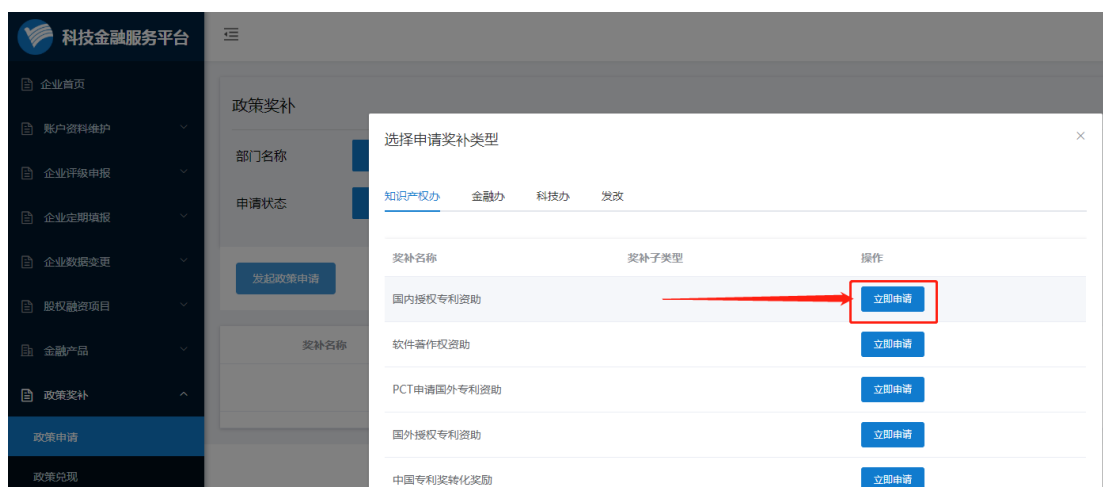 科技金融服务平台
企业首页
账户资料维护
企业评级申报
企业定期填报
企业数据变更
股权融资项目
金融产品
政策奖补
政策申请
政策兑现
政策奖补
部门名称
申请状态
发起政策申请
奖补名称
选择申请奖补类型
知识产权办 金融办 科技办 发改
奖补名称 奖补子类型 操作
国内授权专利资助 立即申请
软件著作权资助 立即申请
PCT申请国外专利资助 立即申请
国外授权专利资助 立即申请
中国专利奖转化奖励 立即申请